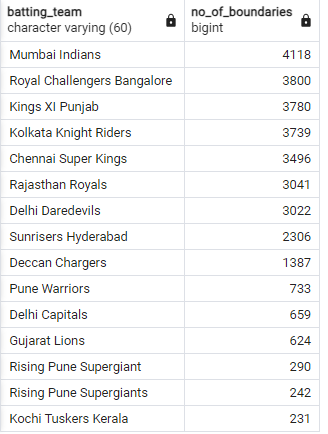 batting_team no_of_boundaries
character varying (60) bigint
Mumbai Indians 4118
Royal Challengers Bangalore 3800
Kings XI Punjab 3780
Kolkata Knight Riders 3739
Chennai Super Kings 3496
Rajasthan Royals 3041
Delhi Daredevils 3022
Sunrisers Hyderabad 2306
Deccan Chargers 1387
Pune Warriors 733
Delhi Capitals 659
Gujarat Lions 624
Rising Pune Supergiant 290
Rising Pune Supergiants 242
Kochi Tuskers Kerala 231